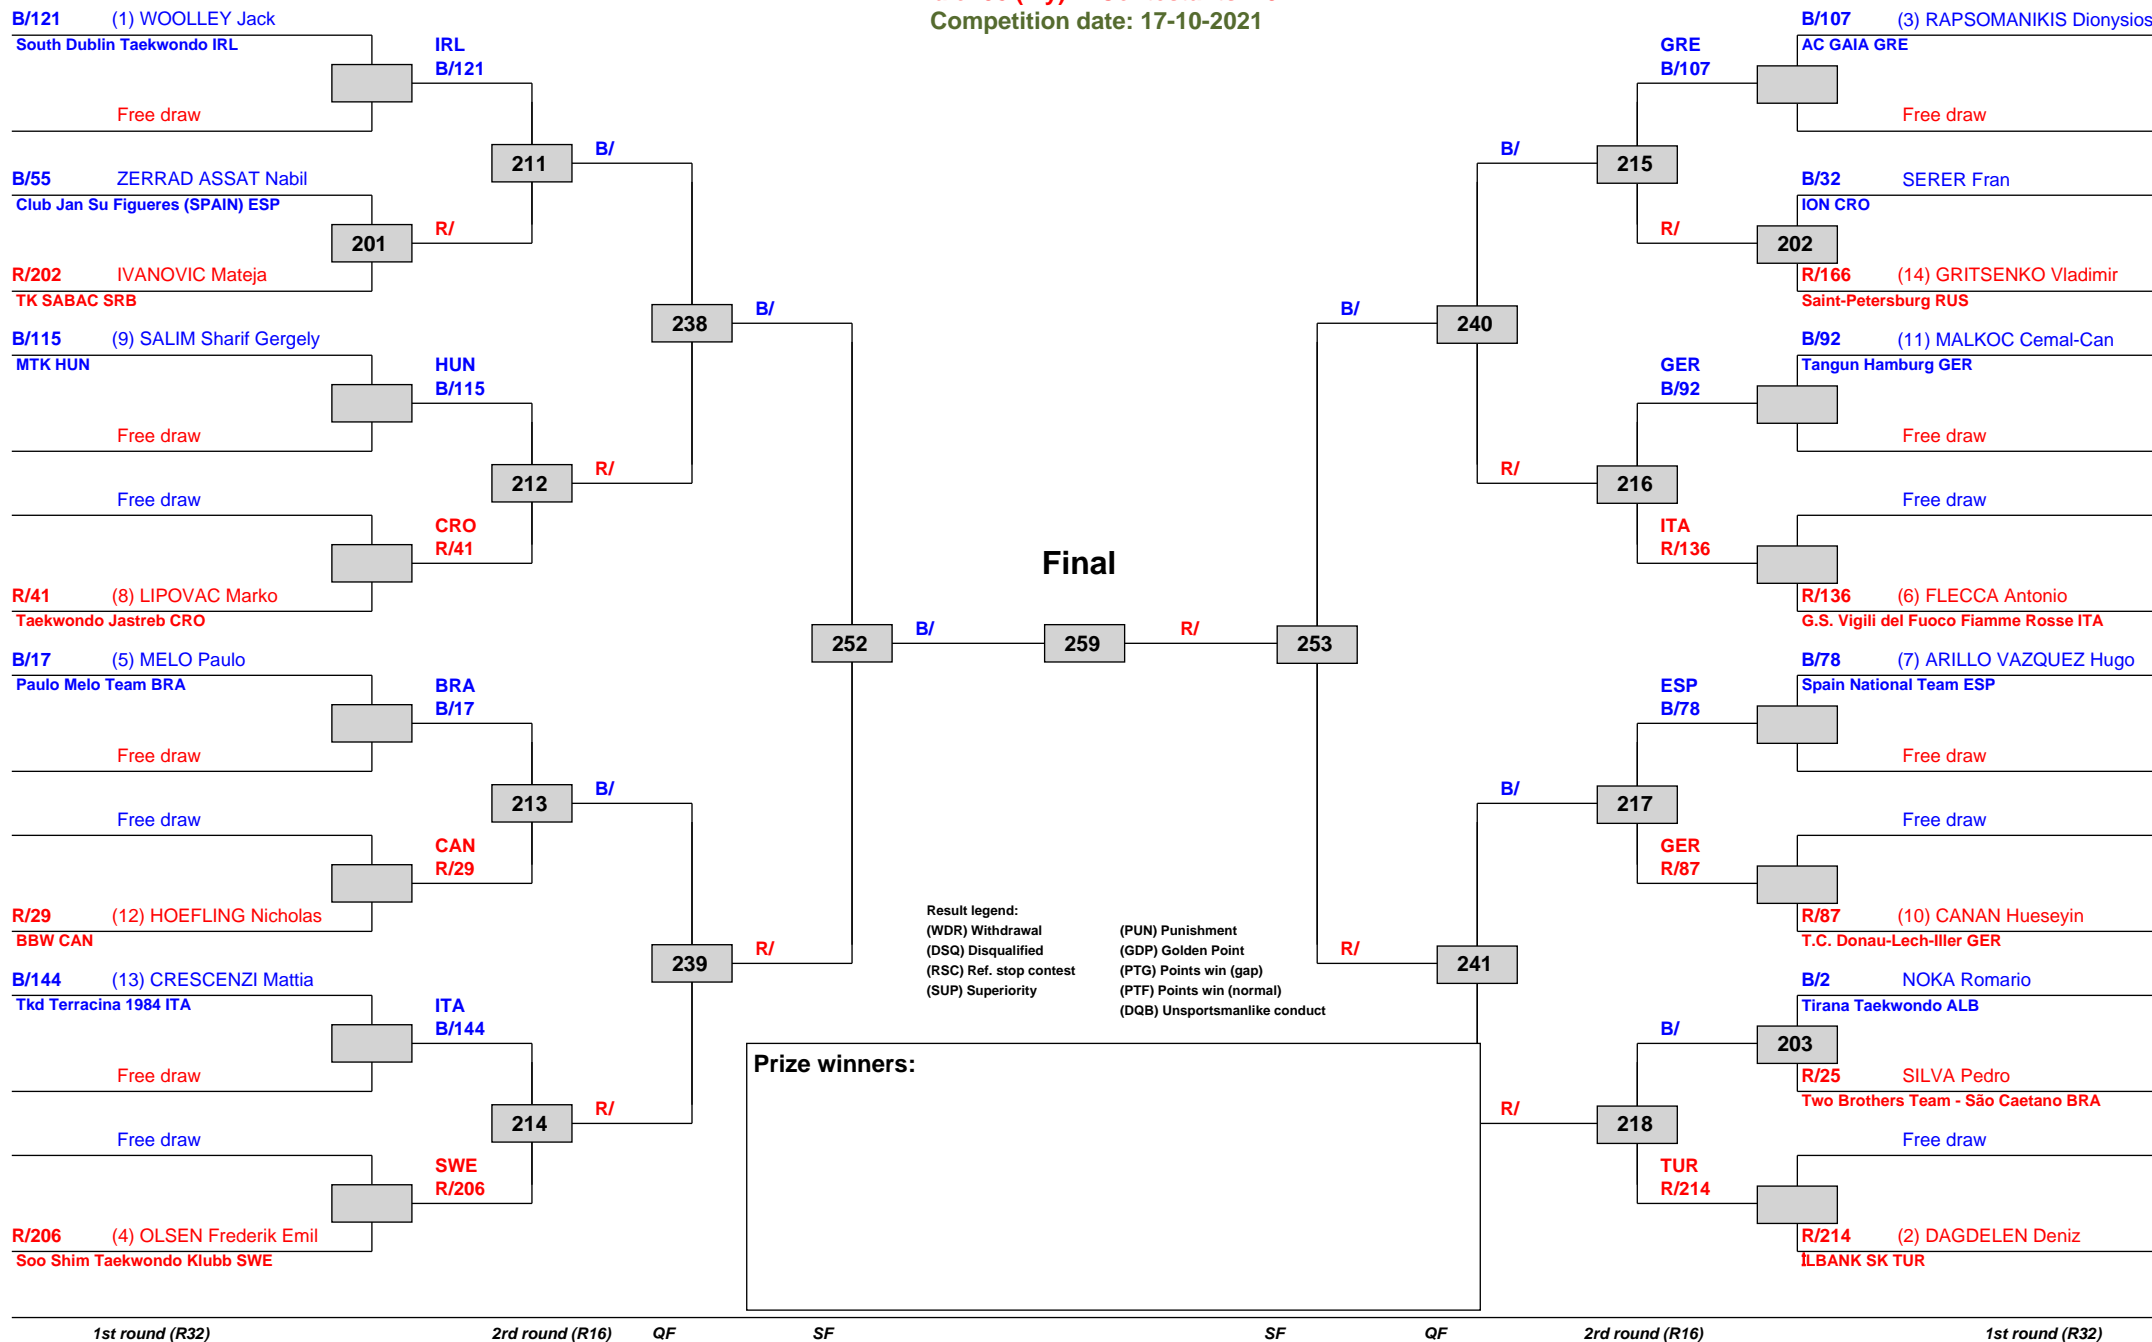 Competition date: 17-10-2021
B/121 (1) WOOLLEY Jack
South Dublin Taekwondo IRL
IRL
B/121
Free draw
211
B/
B/55 ZERRAD ASSAT Nabil
Club Jan Su Figueres (SPAIN) ESP
201
R/
R/202 IVANOVIC Mateja
TK SABAC SRB
238
B/
B/115 (9) SALIM Sharif Gergely
MTK HUN
HUN
B/115
Free draw
212
R/
Free draw
CRO
R/41
R/41 (8) LIPOVAC Marko
Taekwondo Jastreb CRO
252
B/
B/17 (5) MELO Paulo
Paulo Melo Team BRA
BRA
B/17
Free draw
213
B/
Free draw
CAN
R/29
R/29 (12) HOEFLING Nicholas
BBW CAN
239
R/
B/144 (13) CRESCENZI Mattia
Tkd Terracina 1984 ITA
ITA
B/144
Free draw
214
R/
Free draw
SWE
R/206
R/206 (4) OLSEN Frederik Emil
Soo Shim Taekwondo Klubb SWE
Final
259
R/
253
B/107 (3) RAPSOMANIKIS Dionysios
AC GAIA GRE
GRE
B/107
Free draw
B/
215
B/32 SERER Fran
ION CRO
R/
202
R/166 (14) GRITSENKO Vladimir
Saint-Petersburg RUS
B/
240
B/92 (11) MALKOC Cemal-Can
Tangun Hamburg GER
GER
B/92
Free draw
R/
216
Free draw
ITA
R/136
R/136 (6) FLECCA Antonio
G.S. Vigili del Fuoco Fiamme Rosse ITA
B/78 (7) ARILLO VAZQUEZ Hugo
Spain National Team ESP
ESP
B/78
Free draw
B/
217
Free draw
GER
R/87
R/87 (10) CANAN Hueseyin
T.C. Donau-Lech-Iller GER
R/
241
B/2 NOKA Romario
Tirana Taekwondo ALB
B/
203
R/25 SILVA Pedro
Two Brothers Team - São Caetano BRA
R/
218
Free draw
TUR
R/214
R/214 (2) DAGDELEN Deniz
İLBANK SK TUR
Result legend:
(WDR) Withdrawal (PUN) Punishment
(DSQ) Disqualified (GDP) Golden Point
(RSC) Ref. stop contest (PTG) Points win (gap)
(SUP) Superiority (PTF) Points win (normal)
(DQB) Unsportsmanlike conduct
Prize winners:
1st round (R32) 2rd round (R16) QF SF SF QF 2rd round (R16) 1st round (R32)